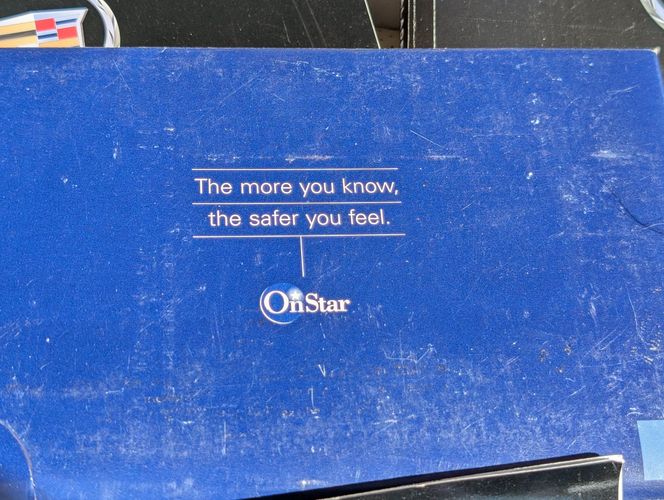 The more you know,
the safer you feel.
OnStar